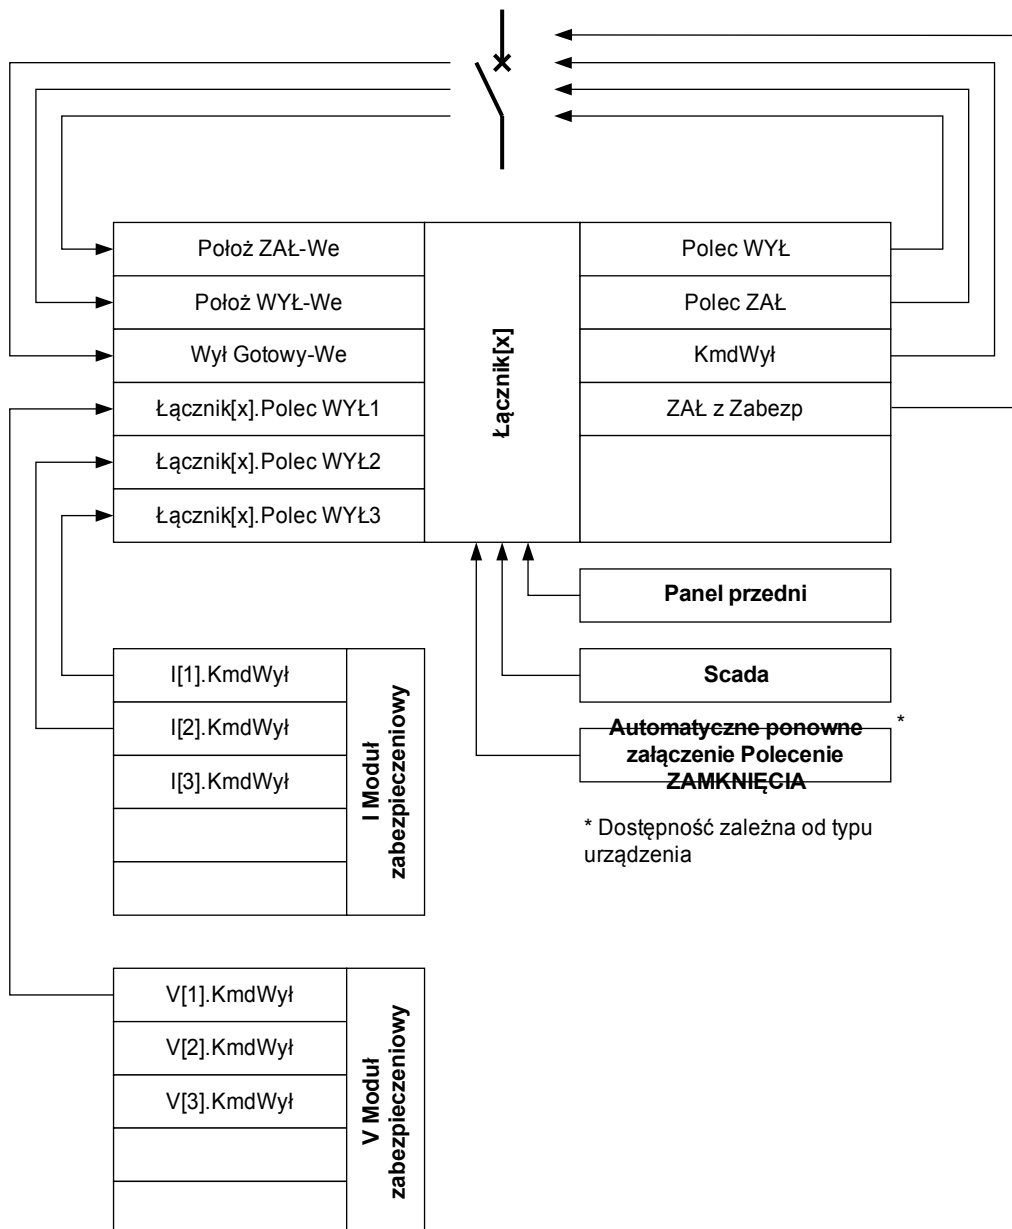 Położ ZAŁ-We
Położ WYŁ-We
Wył Gotowy-We
Łącznik[x].Polec WYŁ1
Łącznik[x].Polec WYŁ2
Łącznik[x].Polec WYŁ3
Łącznik[x]
Polec WYŁ
Polec ZAŁ
KmdWył
ZAŁ z Zabezp
Panel przedni
Scada
Automatyczne ponowne *
załączenie Polecenie
ZAMKNIĘCIA
* Dostępność zależna od typu
urządzenia
I[1].KmdWył
I[2].KmdWył
I[3].KmdWył
I Moduł
zabezpieczeniowy
V[1].KmdWył
V[2].KmdWył
V[3].KmdWył
V Moduł
zabezpieczeniowy